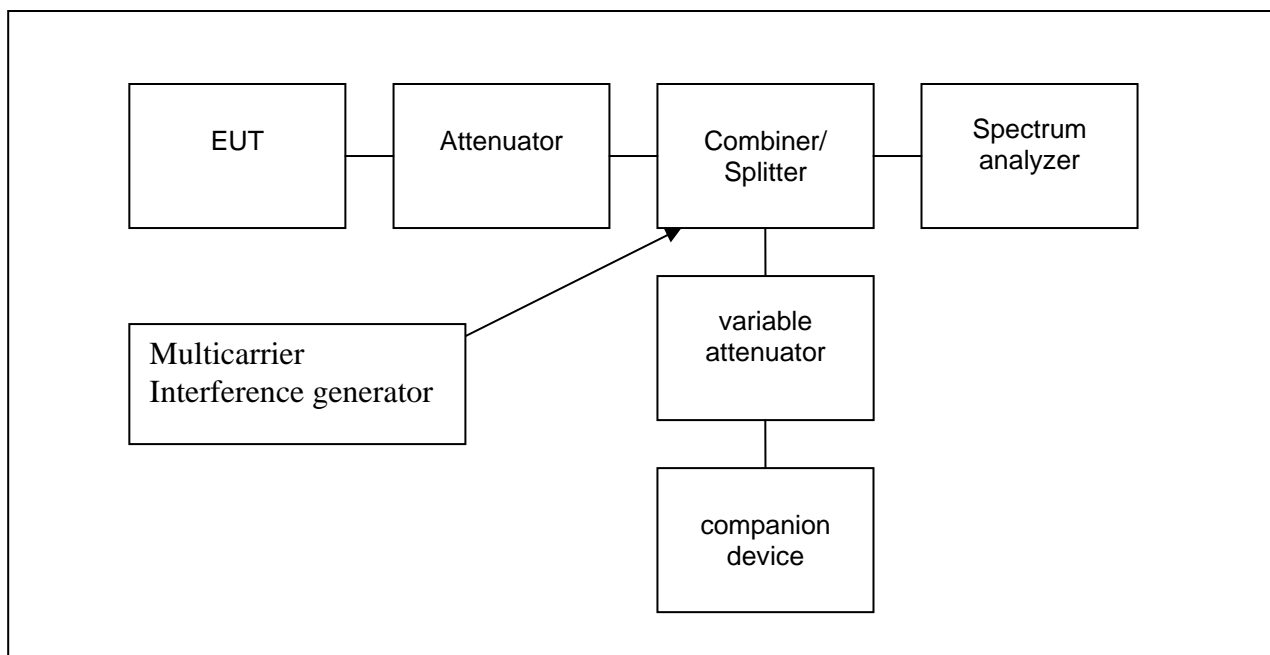 EUT
Attenuator
Combiner/
Splitter
Spectrum
analyzer
Multicarrier
Interference generator
variable
attenuator
companion
device